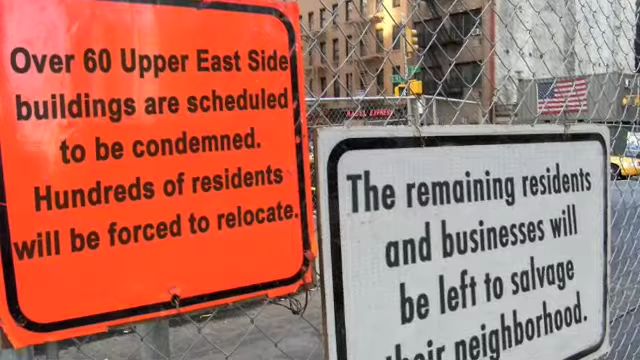 Over 60 Upper East Side
buildings are scheduled
to be condemned.
Hundreds of residents
will be forced to relocate.
The remaining residents
and businesses will
be left to salvage
their neighborhood.